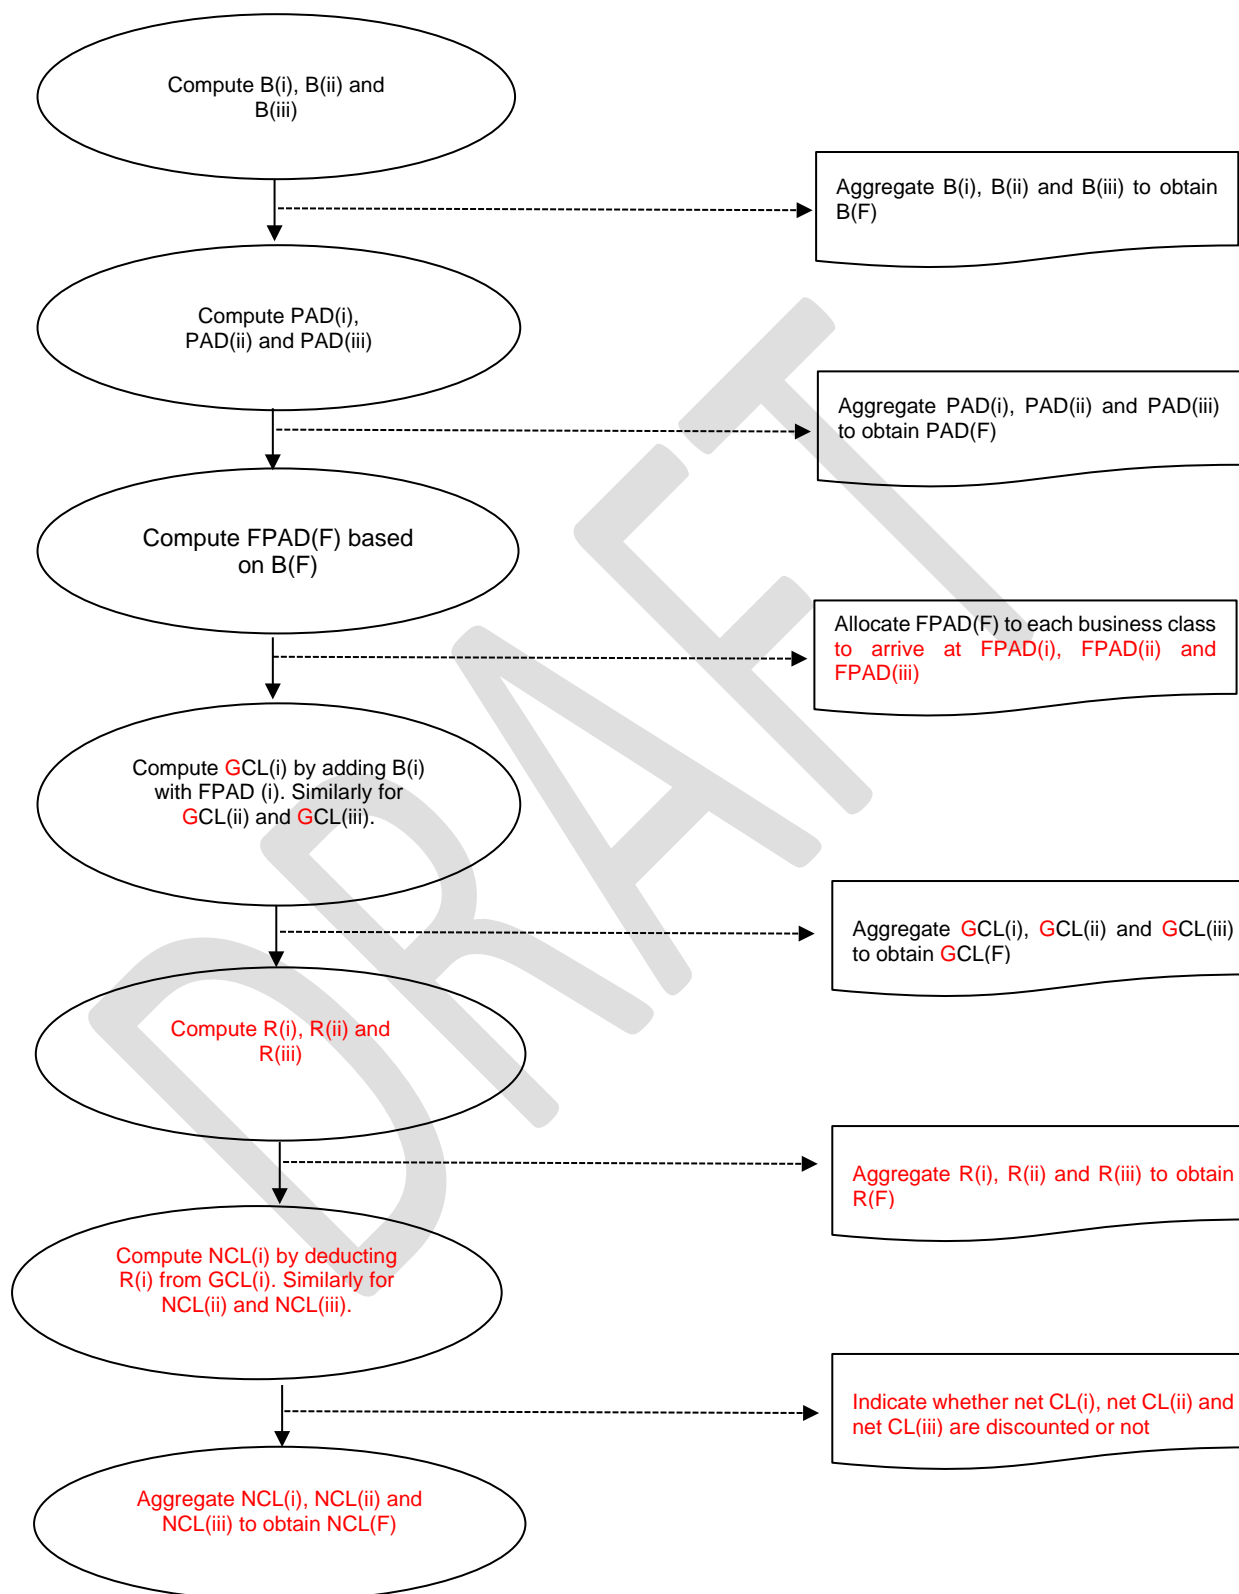 Compute B(i), B(ii) and
B(iii)
Aggregate B(i), B(ii) and B(iii) to obtain
B(F)
Compute PAD(i),
PAD(ii) and PAD(iii)
Aggregate PAD(i), PAD(ii) and PAD(iii)
to obtain PAD(F)
Compute FPAD(F) based
on B(F)
Allocate FPAD(F) to each business class
to arrive at FPAD(i), FPAD(ii) and
FPAD(iii)
Compute GCL(i) by adding B(i)
with FPAD (i). Similarly for
GCL(ii) and GCL(iii).
Aggregate GCL(i), GCL(ii) and GCL(iii)
to obtain GCL(F)
Compute R(i), R(ii) and
R(iii)
Aggregate R(i), R(ii) and R(iii) to obtain
R(F)
Compute NCL(i) by deducting
R(i) from GCL(i). Similarly for
NCL(ii) and NCL(iii).
Indicate whether net CL(i), net CL(ii) and
net CL(iii) are discounted or not
Aggregate NCL(i), NCL(ii) and
NCL(iii) to obtain NCL(F)
DRAFT